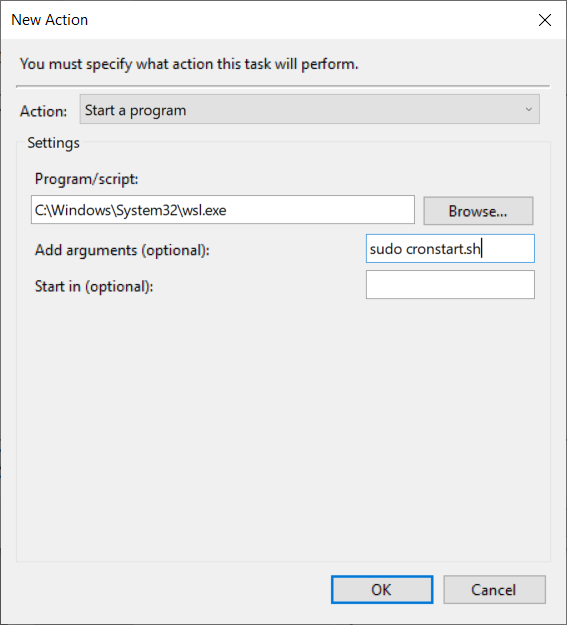 New Action
You must specify what action this task will perform.
Action: Start a program
Settings
Program/script:
C:\Windows\System32\wsl.exe Browse...
Add arguments (optional): sudo cronstart.sh
Start in (optional):
OK Cancel